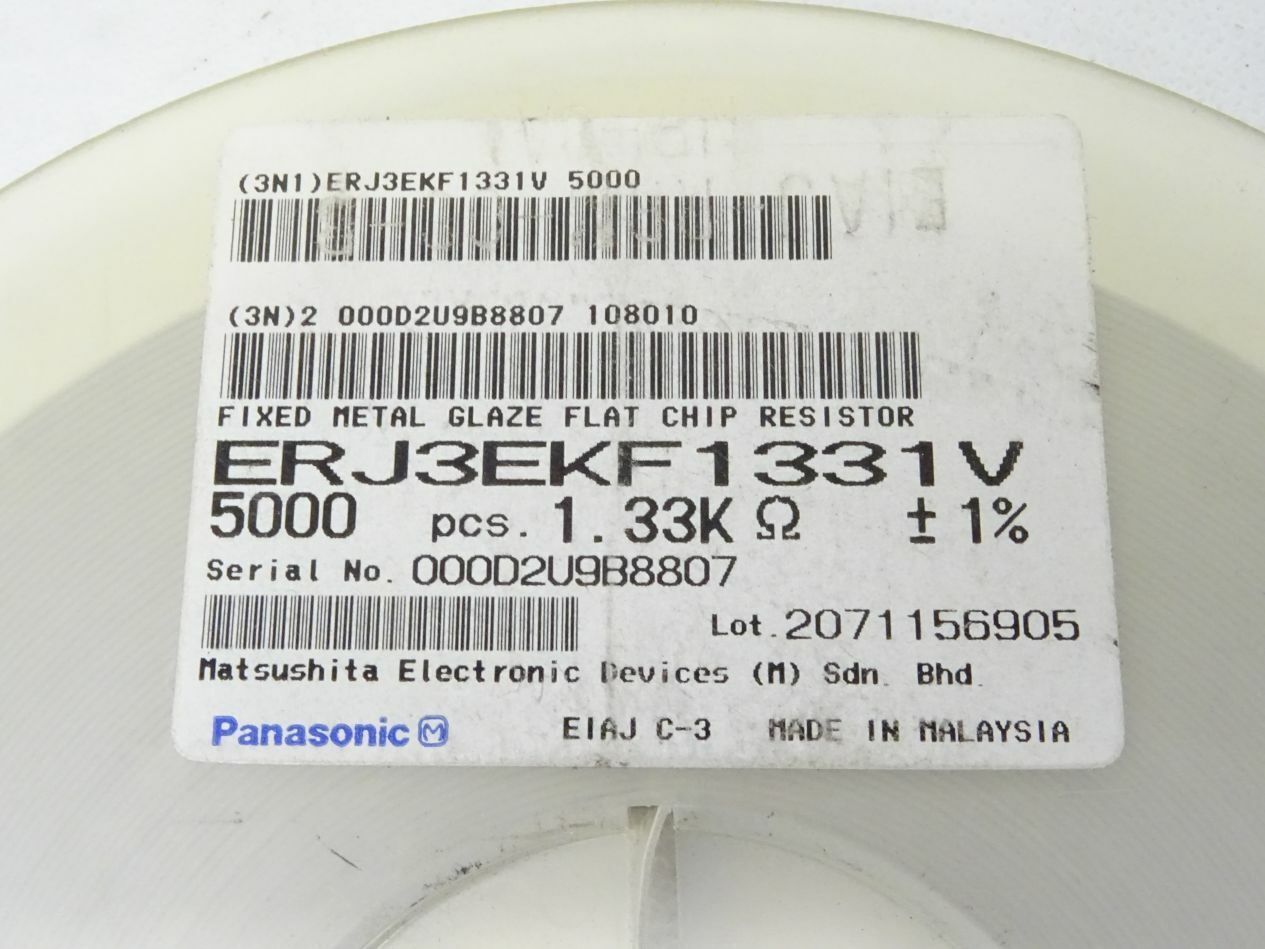 (3N1)ERJ3EKF1331V 5000
(3N)2 000D2U9B8807 108010
FIXED METAL GLAZE FLAT CHIP RESISTOR
ERJ3EKF1331V
5000 pcs. 1.33KΩ ± 1%
Serial No. 000D2U9B8807
Lot.2071156905
Matsushita Electronic Devices (M) Sdn. Bhd.
Panasonic M
EIAJ C-3 MADE IN MALAYSIA